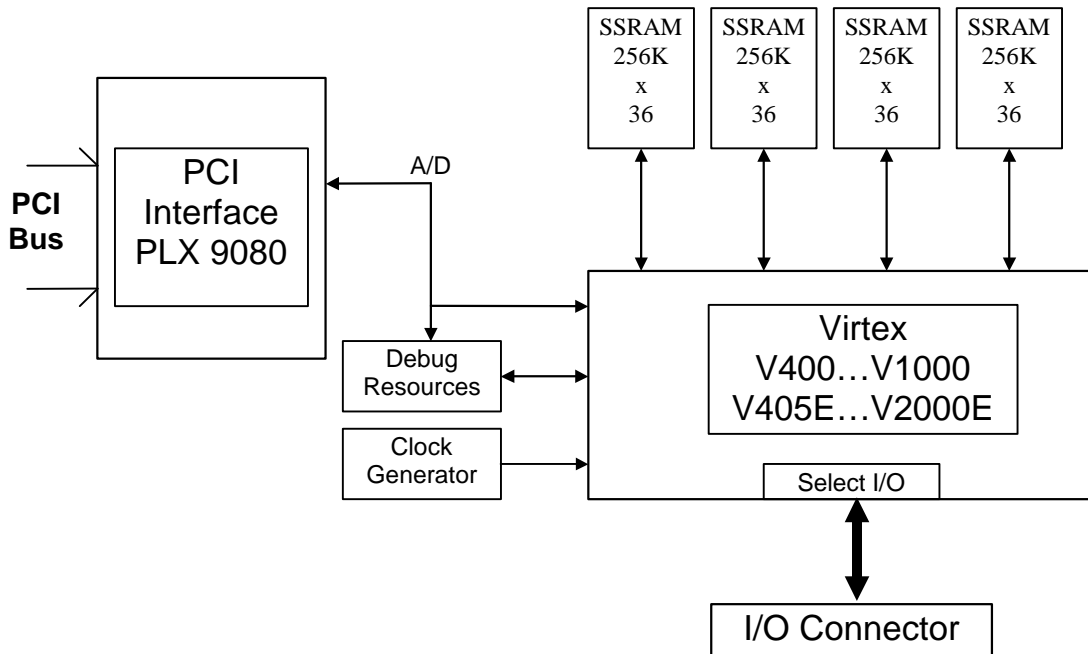 SSRAM
256K
x
36
SSRAM
256K
x
36
SSRAM
256K
x
36
SSRAM
256K
x
36
PCI
Bus
PCI
Interface
PLX 9080
A/D
Debug
Resources
Clock
Generator
Virtex
V400…V1000
V405E…V2000E
Select I/O
I/O Connector